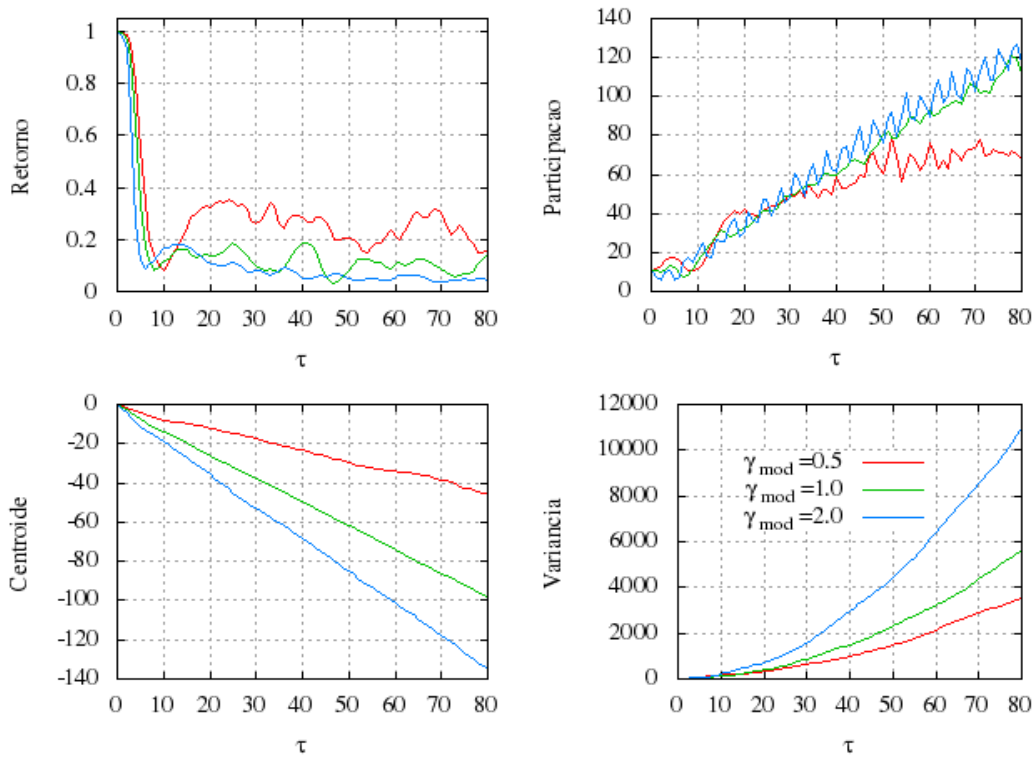 Retorno
1
0.8
0.6
0.4
0.2
0
0 10 20 30 40 50 60 70 80
τ
Participacao
140
120
100
80
60
40
20
0
0 10 20 30 40 50 60 70 80
τ
Centroide
0
-20
-40
-60
-80
-100
-120
-140
0 10 20 30 40 50 60 70 80
τ
Variancia
12000
10000
8000
6000
4000
2000
0
γmod=0.5
γmod=1.0
γmod=2.0
0 10 20 30 40 50 60 70 80
τ